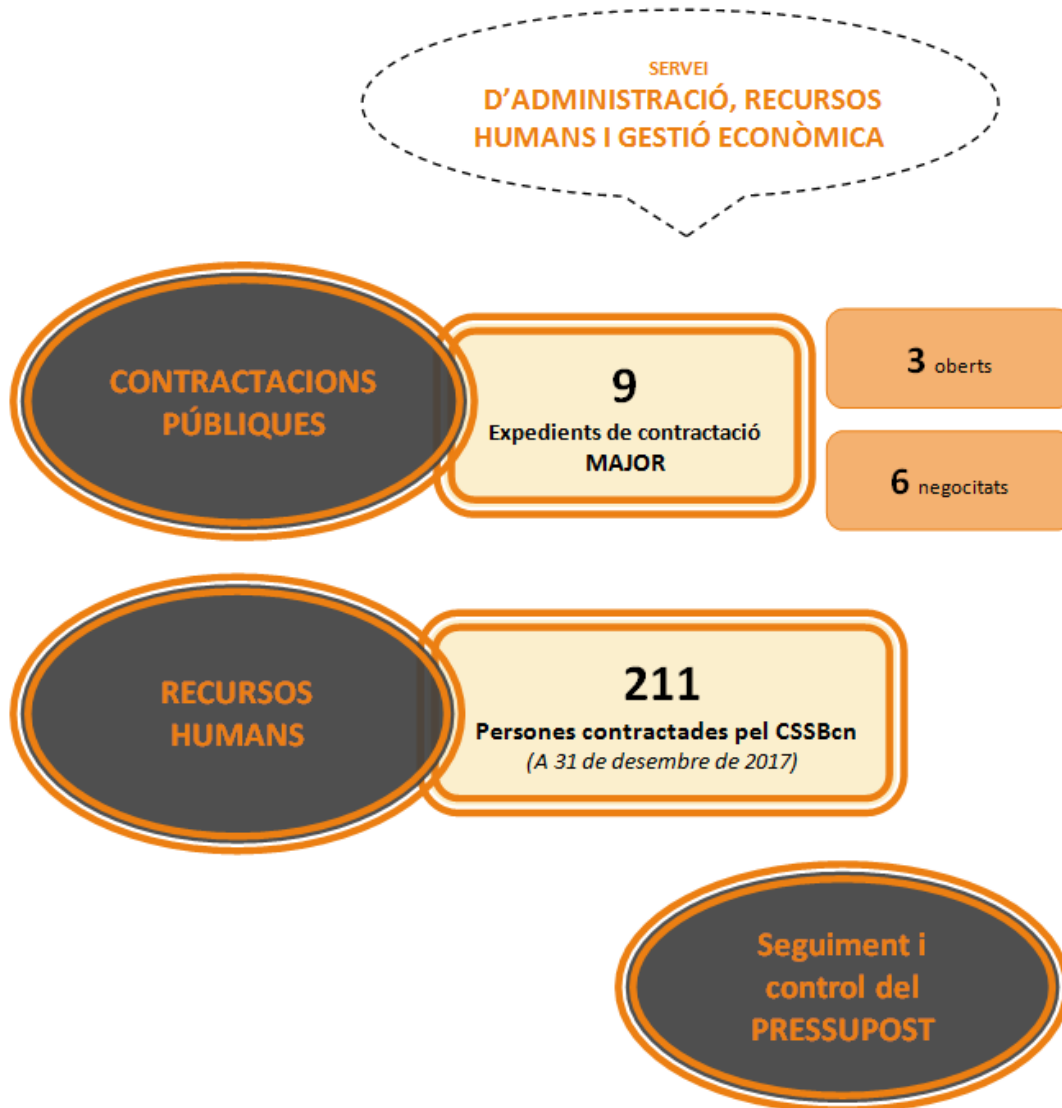 SERVEI
D'ADMINISTRACIÓ, RECURSOS
HUMANS I GESTIÓ ECONÒMICA
CONTRACTACIONS
PÚBLIQUES
9
Expedients de contractació
MAJOR
3 oberts
6 negocitats
RECURSOS
HUMANS
211
Persones contractades pel CSSBcn
(A 31 de desembre de 2017)
Seguiment i
control del
PRESSUPOST